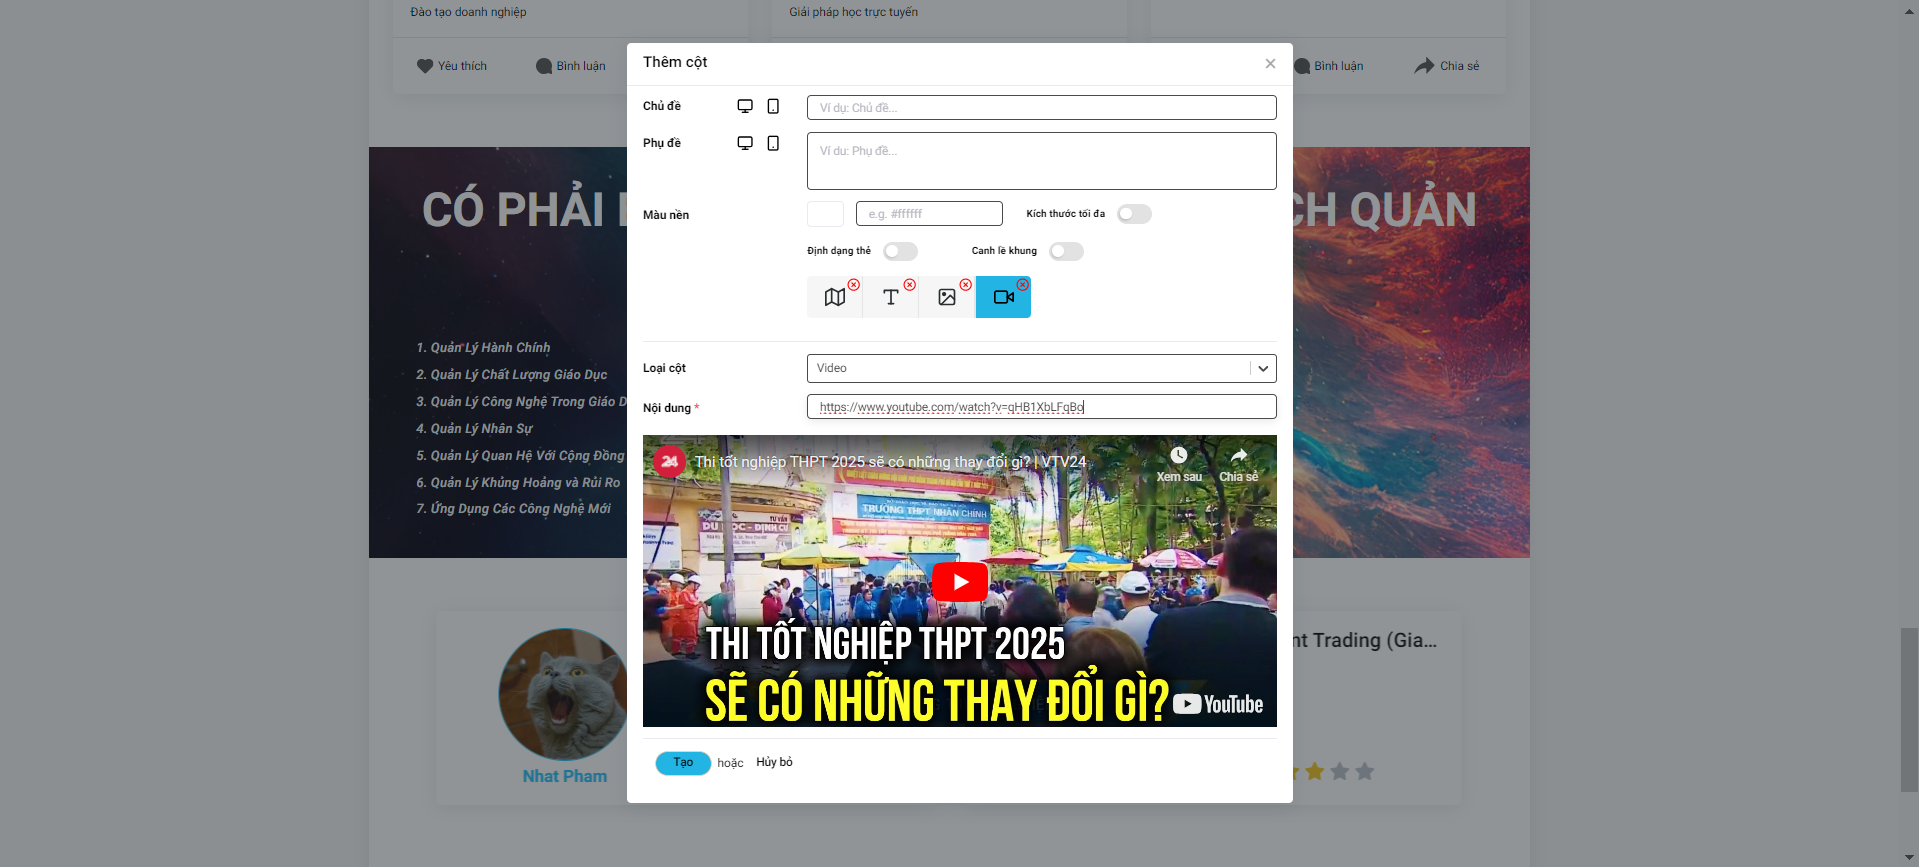 Đào tạo doanh nghiệp
Giải pháp học trực tuyến
Yêu thích
Bình luận
Bình luận
Chia sẻ
Thêm cột
Chủ đề
Ví dụ: Chủ đề...
Phụ đề
Ví du: Phụ đề...
Màu nền
e.g. #ffffff
Kích thước tối đa
Định dạng thẻ
Canh lề khung
Loại cột
Video
Nội dung *
https://www.youtube.com/watch?v=qHB1XbLFqBo
24
Thi tốt nghiệp THPT 2025 sẽ có những thay đổi gì? | VTV24
Xem sau
Chia sẻ
TƯ VẤN
DU HỌC - ĐỊNH CƯ
TRƯỜNG THPT NHÂN CHÍNH
THI TỐT NGHIỆP THPT 2025
SẼ CÓ NHỮNG THAY ĐỔI GÌ?
YouTube
Tạo
hoặc
Hủy bỏ
CÓ PHẢI
CH QUẢN
1. Quản Lý Hành Chính
2. Quản Lý Chất Lượng Giáo Dục
3. Quản Lý Công Nghệ Trong Giáo D
4. Quản Lý Nhân Sự
5. Quản Lý Quan Hệ Với Cộng Đồng
6. Quản Lý Khủng Hoảng và Rủi Ro
7. Ứng Dụng Các Công Nghệ Mới
Nhat Pham
nt Trading (Gia...